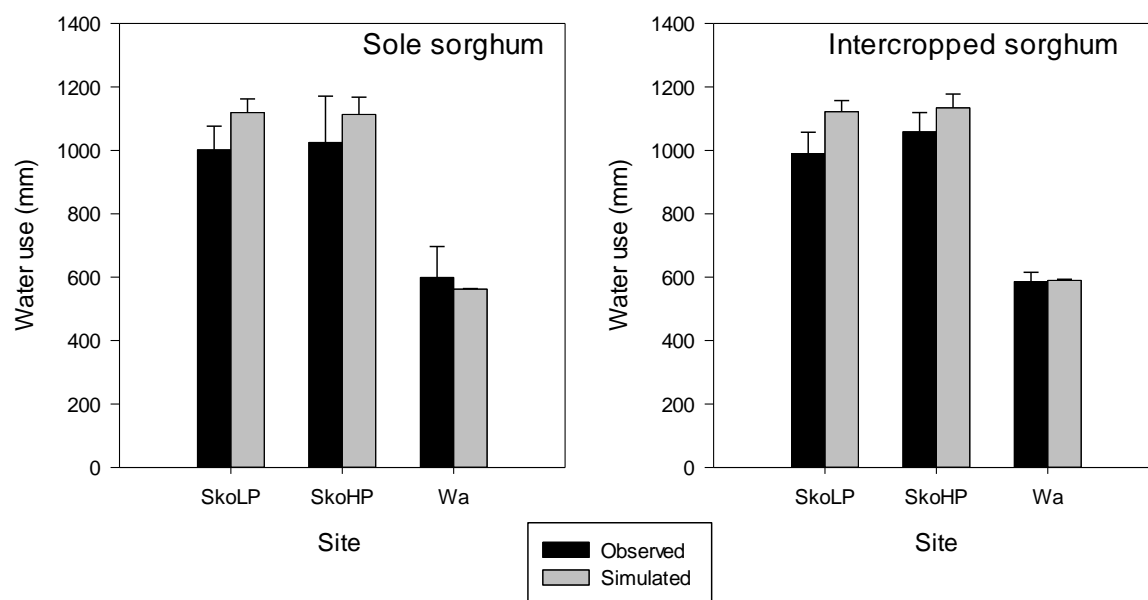 Sole sorghum
Water use (mm)
1400
1200
1000
800
600
400
200
0
SkoLP SkoHP Wa
Site
Intercropped sorghum
Water use (mm)
1400
1200
1000
800
600
400
200
0
SkoLP SkoHP Wa
Site
Observed
Simulated